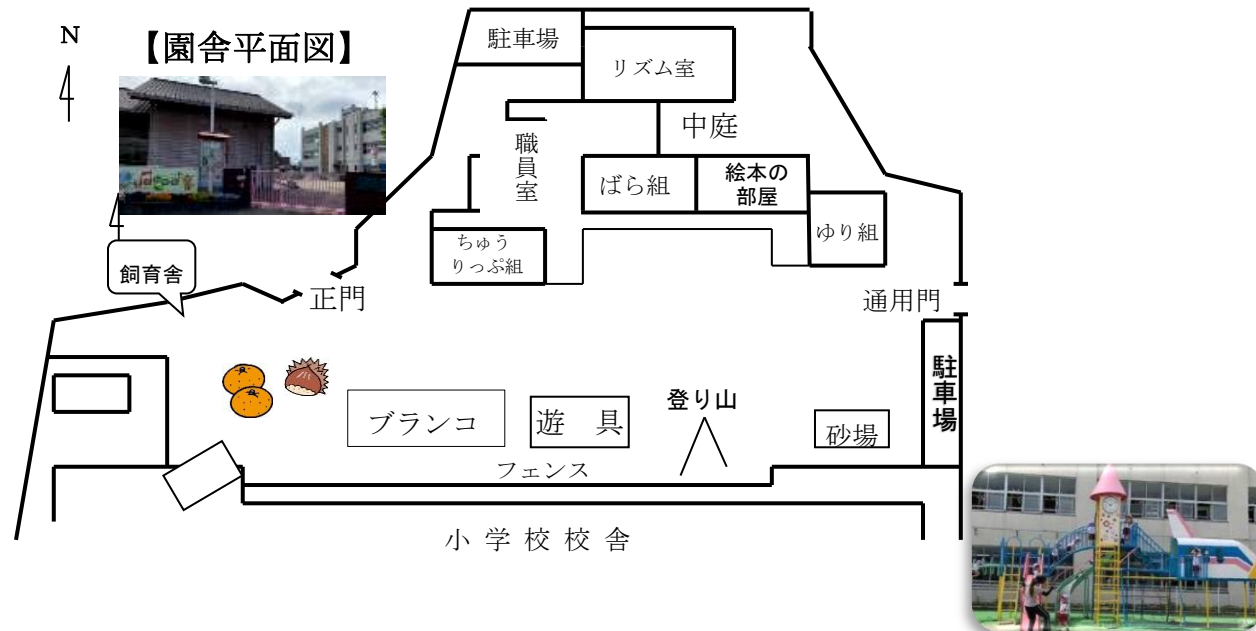 N
【園舎平面図】
駐車場
リズム室
中庭
職員室
ばら組
絵本の
部屋
ゆり組
ちゅう
りっぷ組
飼育舎
正門
通用門
駐車場
登り山
ブランコ
遊 具
砂場
フェンス
小 学 校 校 舎